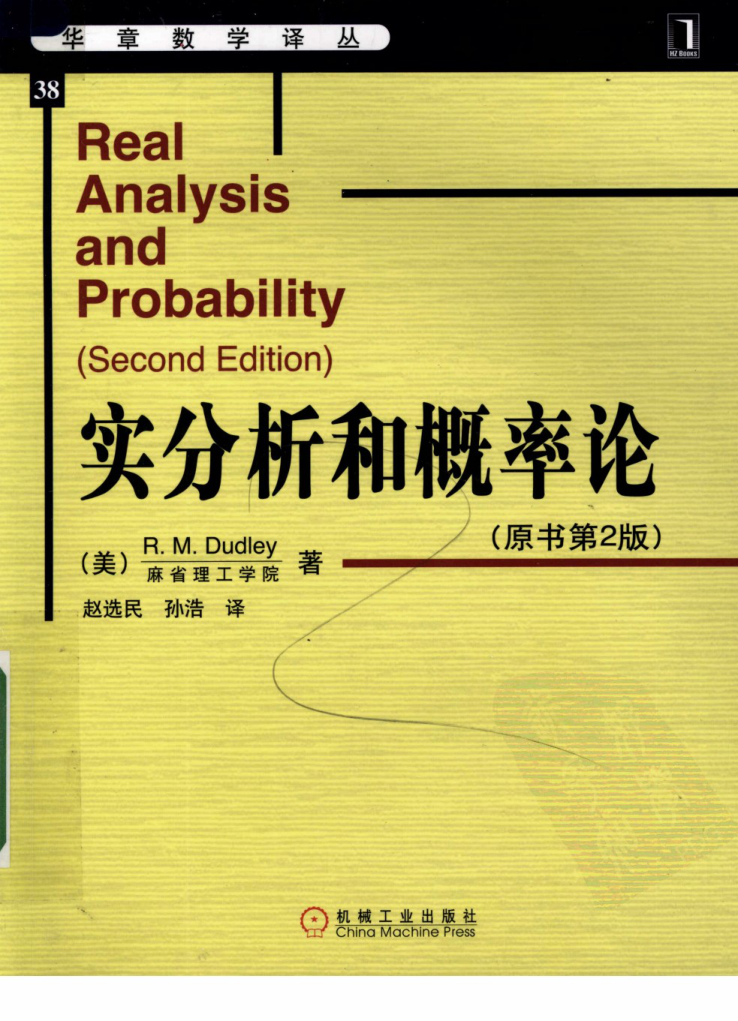 华章数学译丛
HZ BOOKS
38
Real
Analysis
and
Probability
(Second Edition)
实分析和概率论
(原书第2版)
(美) R. M. Dudley 著
麻省理工学院
赵选民 孙浩 译
机械工业出版社
China Machine Press